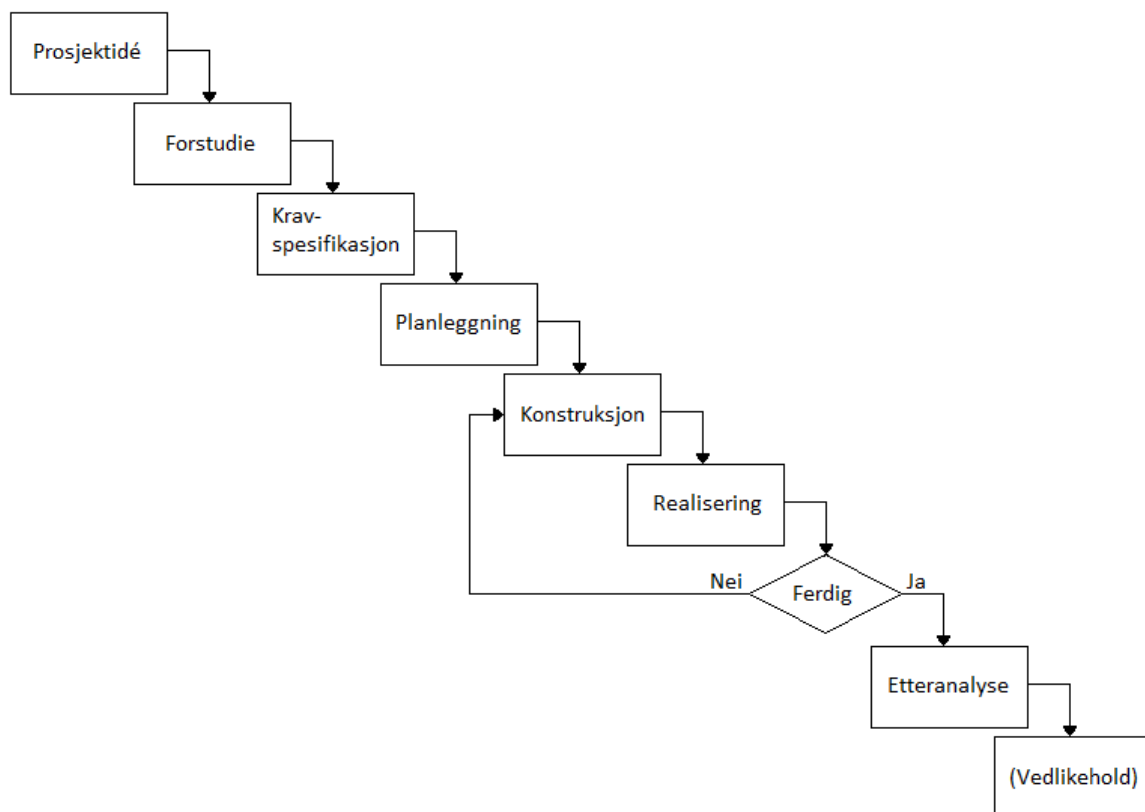 Prosjektidé
Forstudie
Krav-
spesifikasjon
Planleggning
Konstruksjon
Realisering
Nei
Ferdig
Ja
Etteranalyse
(Vedlikehold)